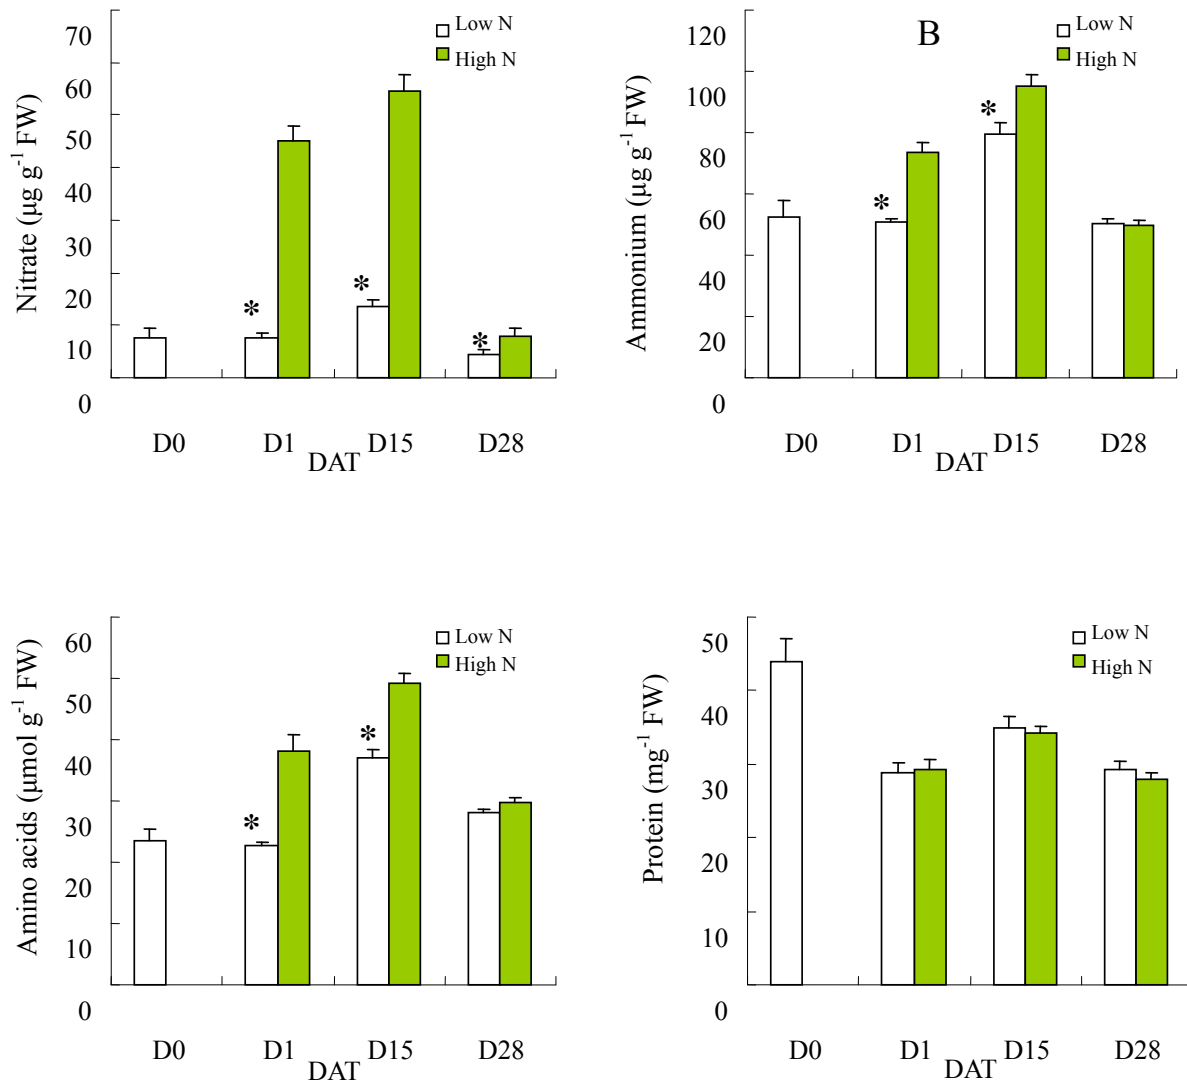 70
60
50
40
30
20
10
0
Nitrate (µg g-1 FW)
Low N
High N
*
*
*
D0 D1 D15 D28
DAT
B
120
100
80
60
40
20
0
Ammonium (µg g-1 FW)
Low N
High N
*
*
D0 D1 D15 D28
DAT
60
50
40
30
20
10
0
Amino acids (µmol g-1 FW)
Low N
High N
*
*
D0 D1 D15 D28
DAT
50
40
30
20
10
0
Protein (mg-1 FW)
Low N
High N
D0 D1 D15 D28
DAT